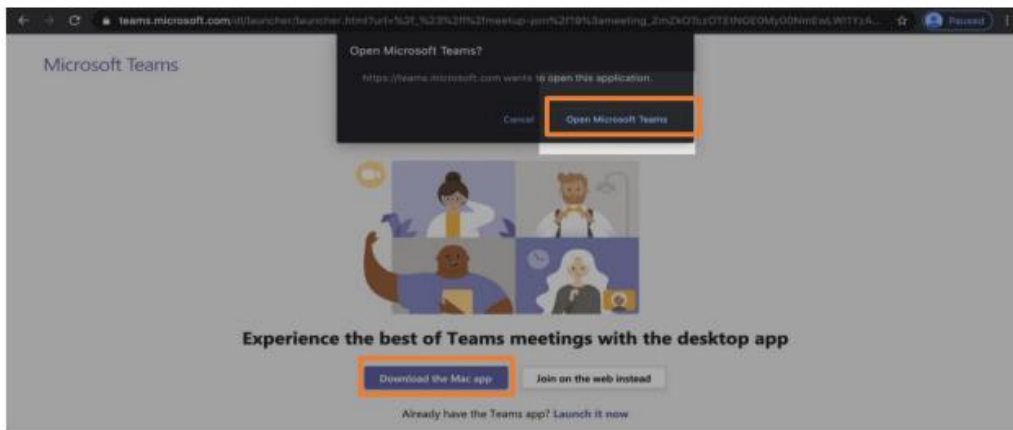 teams.microsoft.com
Paused
Open Microsoft Teams?
https://teams.microsoft.com wants to open this application.
Cancel
Open Microsoft Teams
Microsoft Teams
Experience the best of Teams meetings with the desktop app
Download the Mac app
Join on the web instead
Already have the Teams app? Launch it now